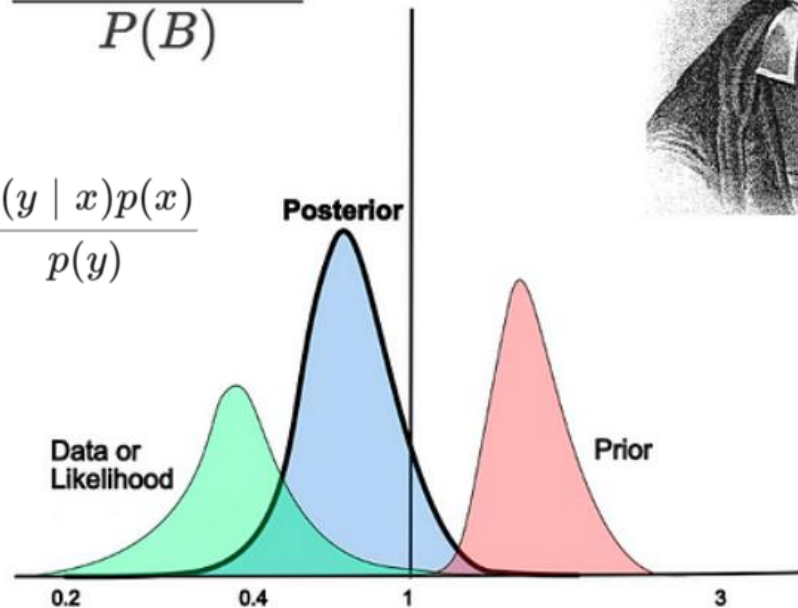 P(B)
(y | x)p(x)
p(y)
Posterior
Data or
Likelihood
Prior
0.2 0.4 1 3